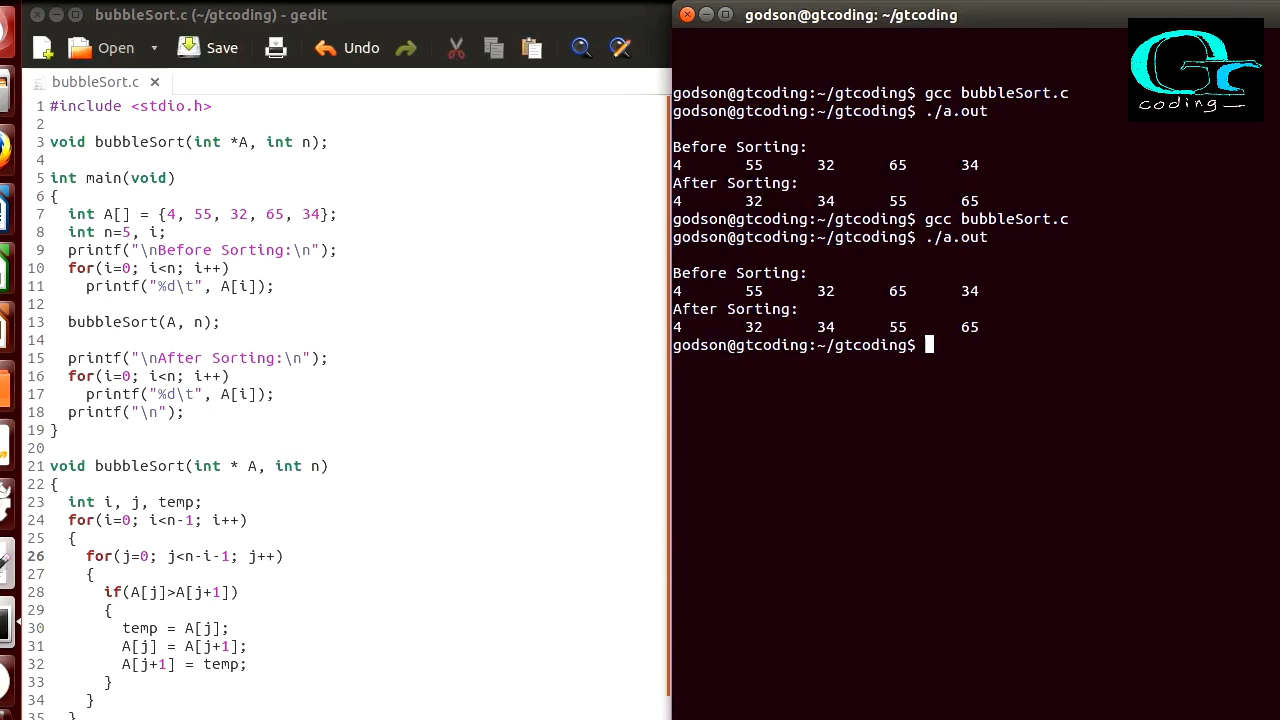 bubbleSort.c (~/gtcoding) - gedit
Open Save Undo
bubbleSort.c ×
1 #include <stdio.h>
2
3 void bubbleSort(int *A, int n);
4
5 int main(void)
6 {
7   int A[] = {4, 55, 32, 65, 34};
8   int n=5, i;
9   printf("\nBefore Sorting:\n");
10   for(i=0; i<n; i++)
11     printf("%d\t", A[i]);
12
13   bubbleSort(A, n);
14
15   printf("\nAfter Sorting:\n");
16   for(i=0; i<n; i++)
17     printf("%d\t", A[i]);
18   printf("\n");
19 }
20
21 void bubbleSort(int * A, int n)
22 {
23   int i, j, temp;
24   for(i=0; i<n-1; i++)
25   {
26     for(j=0; j<n-i-1; j++)
27     {
28       if(A[j]>A[j+1])
29       {
30         temp = A[j];
31         A[j] = A[j+1];
32         A[j+1] = temp;
33       }
34     }
35   }
godson@gtcoding: ~/gtcoding
GTc
coding_
godson@gtcoding:~/gtcoding$ gcc bubbleSort.c
godson@gtcoding:~/gtcoding$ ./a.out
Before Sorting:
4 55 32 65 34
After Sorting:
4 32 34 55 65
godson@gtcoding:~/gtcoding$ gcc bubbleSort.c
godson@gtcoding:~/gtcoding$ ./a.out
Before Sorting:
4 55 32 65 34
After Sorting:
4 32 34 55 65
godson@gtcoding:~/gtcoding$